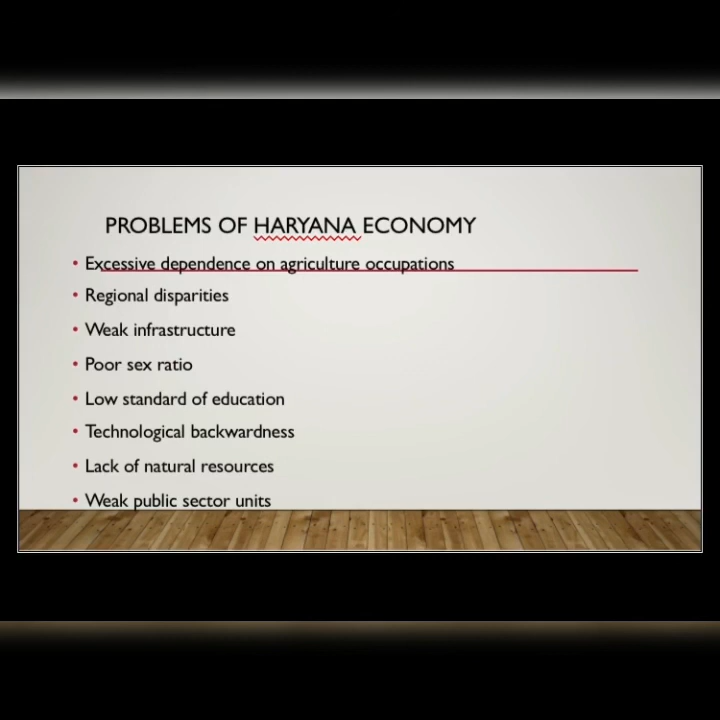 PROBLEMS OF HARYANA ECONOMY
• Excessive dependence on agriculture occupations
• Regional disparities
• Weak infrastructure
• Poor sex ratio
• Low standard of education
• Technological backwardness
• Lack of natural resources
• Weak public sector units